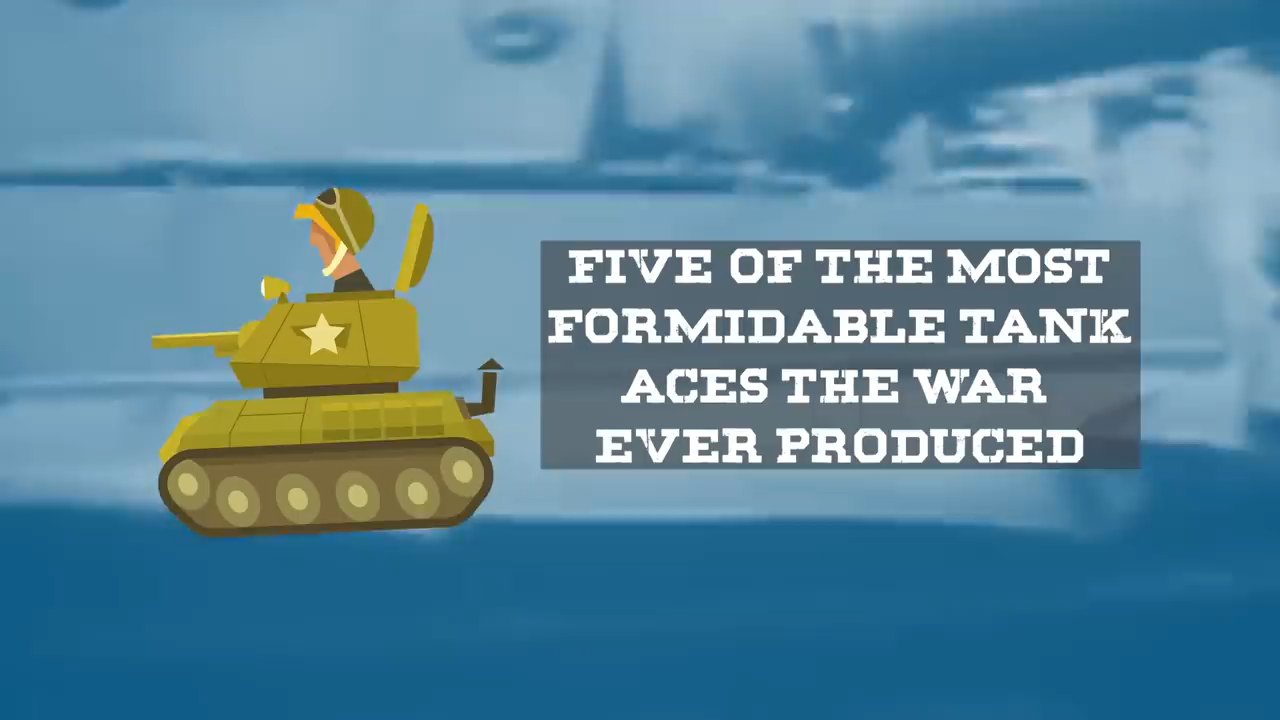 FIVE OF THE MOST
FORMIDABLE TANK
ACES THE WAR
EVER PRODUCED